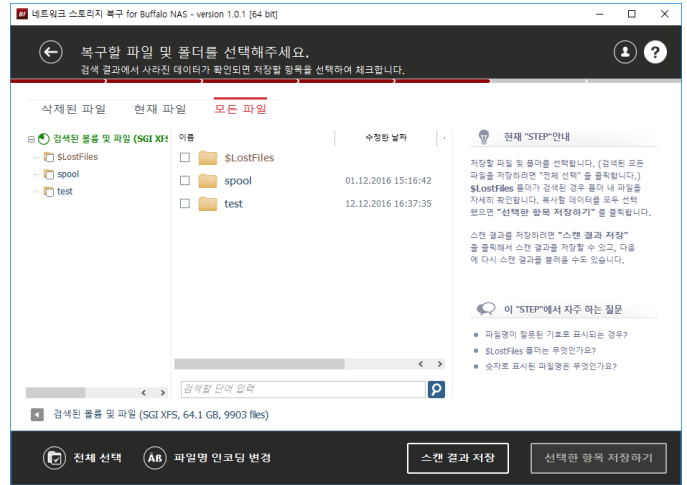 네트워크 스토리지 복구 for Buffalo NAS - version 1.0.1 [64 bit]
복구할 파일 및 폴더를 선택해주세요.
검색 결과에서 사라진 데이터가 확인되면 저장할 항목을 선택하여 체크합니다.
삭제된 파일 현재 파일 모든 파일
검색된 볼륨 및 파일 (SGI XFS
$LostFiles
spool
test
이름 수정한 날짜
$LostFiles
spool 01.12.2016 15:16:42
test 12.12.2016 16:37:35
현재 "STEP"안내
저장할 파일 및 폴더를 선택합니다. (검색된 모든
파일을 저장하려면 "전체 선택" 을 클릭합니다.)
$LostFiles 폴더가 검색된 경우 폴더 내 파일을
자세히 확인합니다. 복사할 데이터를 모두 선택
했으면 "선택한 항목 저장하기" 를 클릭합니다.
스캔 결과를 저장하려면 "스캔 결과 저장"
을 클릭해서 스캔 결과를 저장할 수 있고, 다음
에 다시 스캔 결과를 불러올 수도 있습니다.
이 "STEP"에서 자주 하는 질문
파일명이 잘못된 기호로 표시되는 경우?
$LostFiles 폴더는 무엇인가요?
숫자로 표시된 파일명은 무엇인가요?
검색할 단어 입력
검색된 볼륨 및 파일 (SGI XFS, 64.1 GB, 9903 files)
전체 선택 AB 파일명 인코딩 변경 스캔 결과 저장 선택한 항목 저장하기